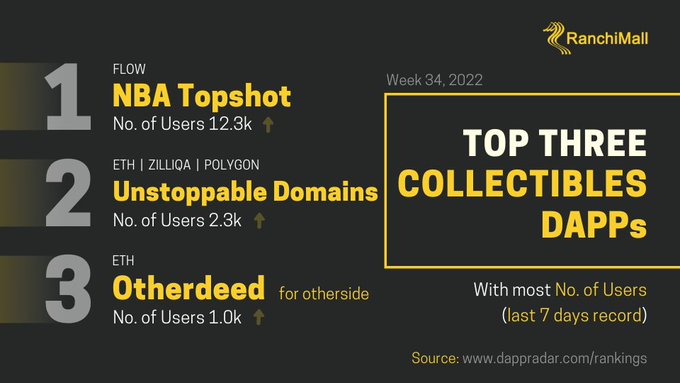 RanchiMall
Week 34, 2022
TOP THREE
COLLECTIBLES
DAPPs
With most No. of Users
(last 7 days record)
1
FLOW
NBA Topshot
No. of Users 12.3k
2
ETH | ZILLIQA | POLYGON
Unstoppable Domains
No. of Users 2.3k
3
ETH
Otherdeed for otherside
No. of Users 1.0k
Source: www.dappradar.com/rankings